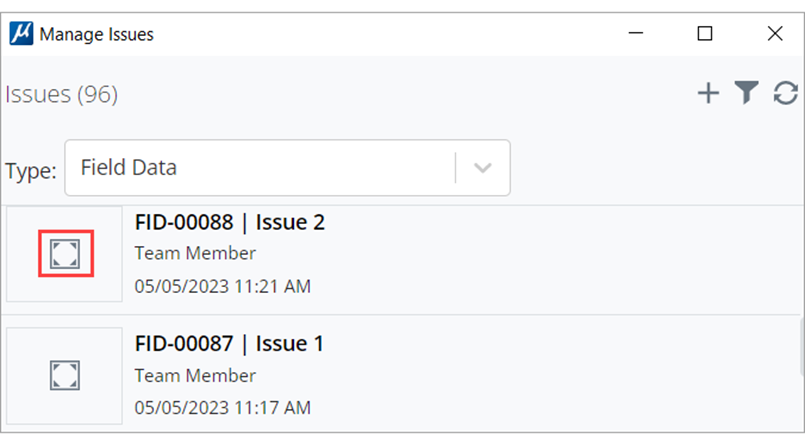 Manage Issues
Issues (96)
Type: Field Data
FID-00088 | Issue 2
Team Member
05/05/2023 11:21 AM
FID-00087 | Issue 1
Team Member
05/05/2023 11:17 AM